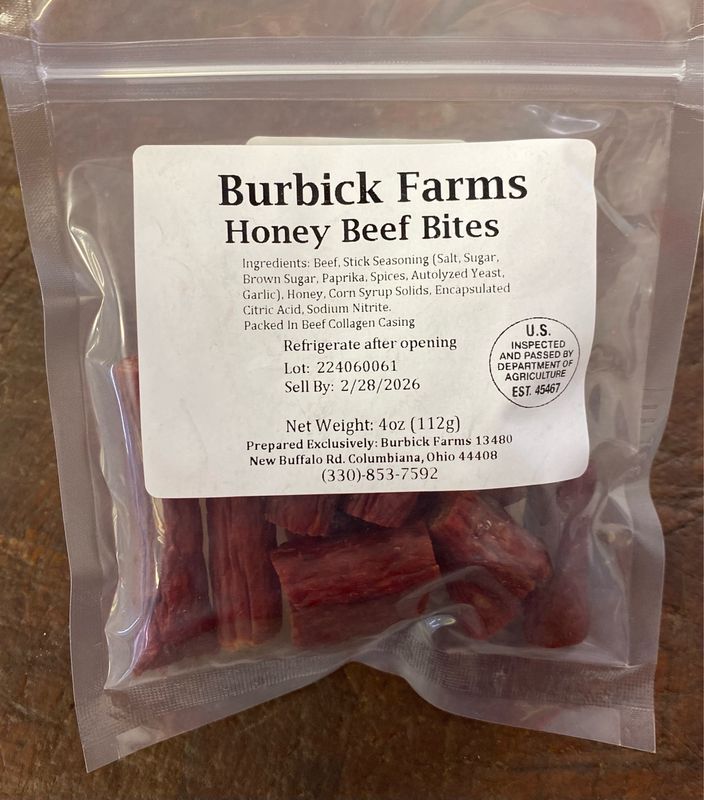 Burbick Farms
Honey Beef Bites
Ingredients: Beef, Stick Seasoning (Salt, Sugar,
Brown Sugar, Paprika, Spices, Autolyzed Yeast,
Garlic), Honey, Corn Syrup Solids, Encapsulated
Citric Acid, Sodium Nitrite.
Packed In Beef Collagen Casing
Refrigerate after opening
Lot: 224060061
Sell By: 2/28/2026
U.S.
INSPECTED
AND PASSED BY
DEPARTMENT OF
AGRICULTURE
EST. 45467
Net Weight: 4oz (112g)
Prepared Exclusively: Burbick Farms 13480
New Buffalo Rd. Columbiana, Ohio 44408
(330)-853-7592